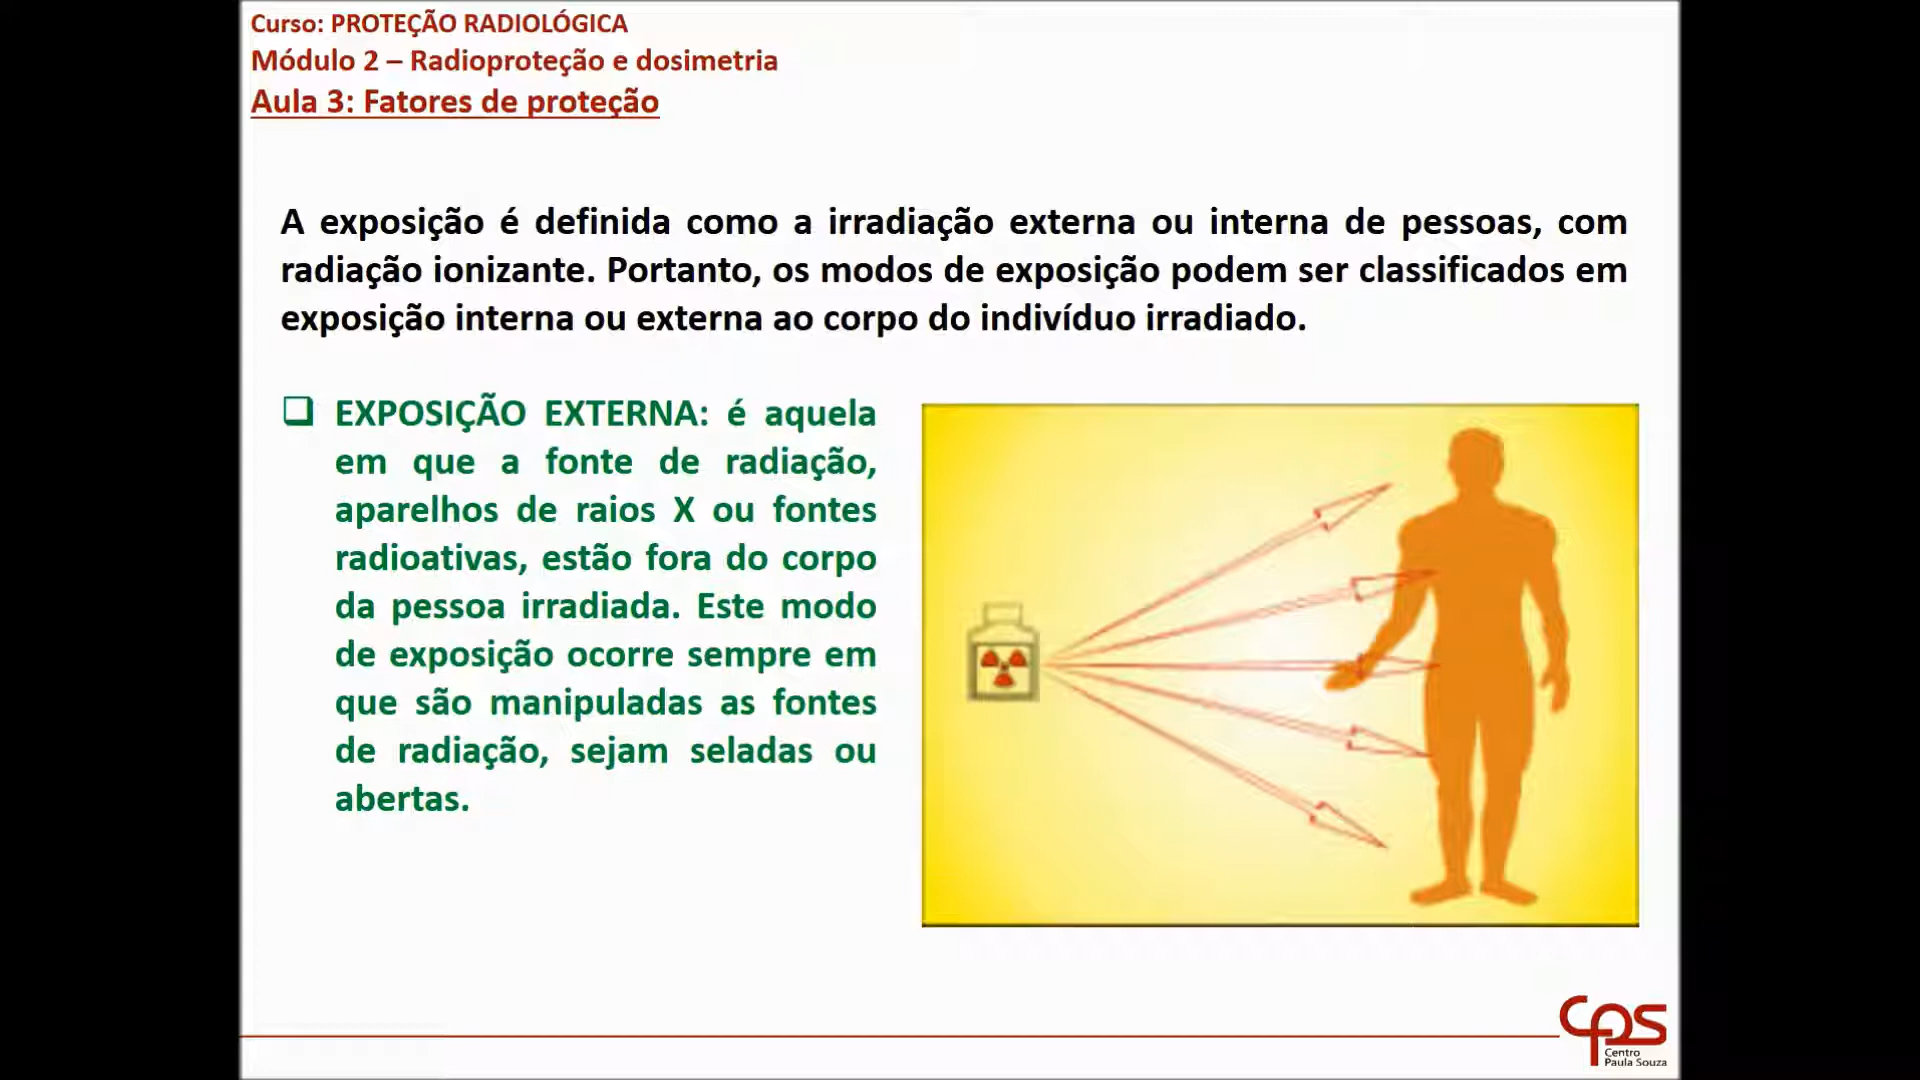 Curso: PROTEÇÃO RADIOLÓGICA
Módulo 2 – Radioproteção e dosimetria
Aula 3: Fatores de proteção
A exposição é definida como a irradiação externa ou interna de pessoas, com
radiação ionizante. Portanto, os modos de exposição podem ser classificados em
exposição interna ou externa ao corpo do indivíduo irradiado.
❑ EXPOSIÇÃO EXTERNA: é aquela
em que a fonte de radiação,
aparelhos de raios X ou fontes
radioativas, estão fora do corpo
da pessoa irradiada. Este modo
de exposição ocorre sempre em
que são manipuladas as fontes
de radiação, sejam seladas ou
abertas.
cps
Centro
Paula Souza